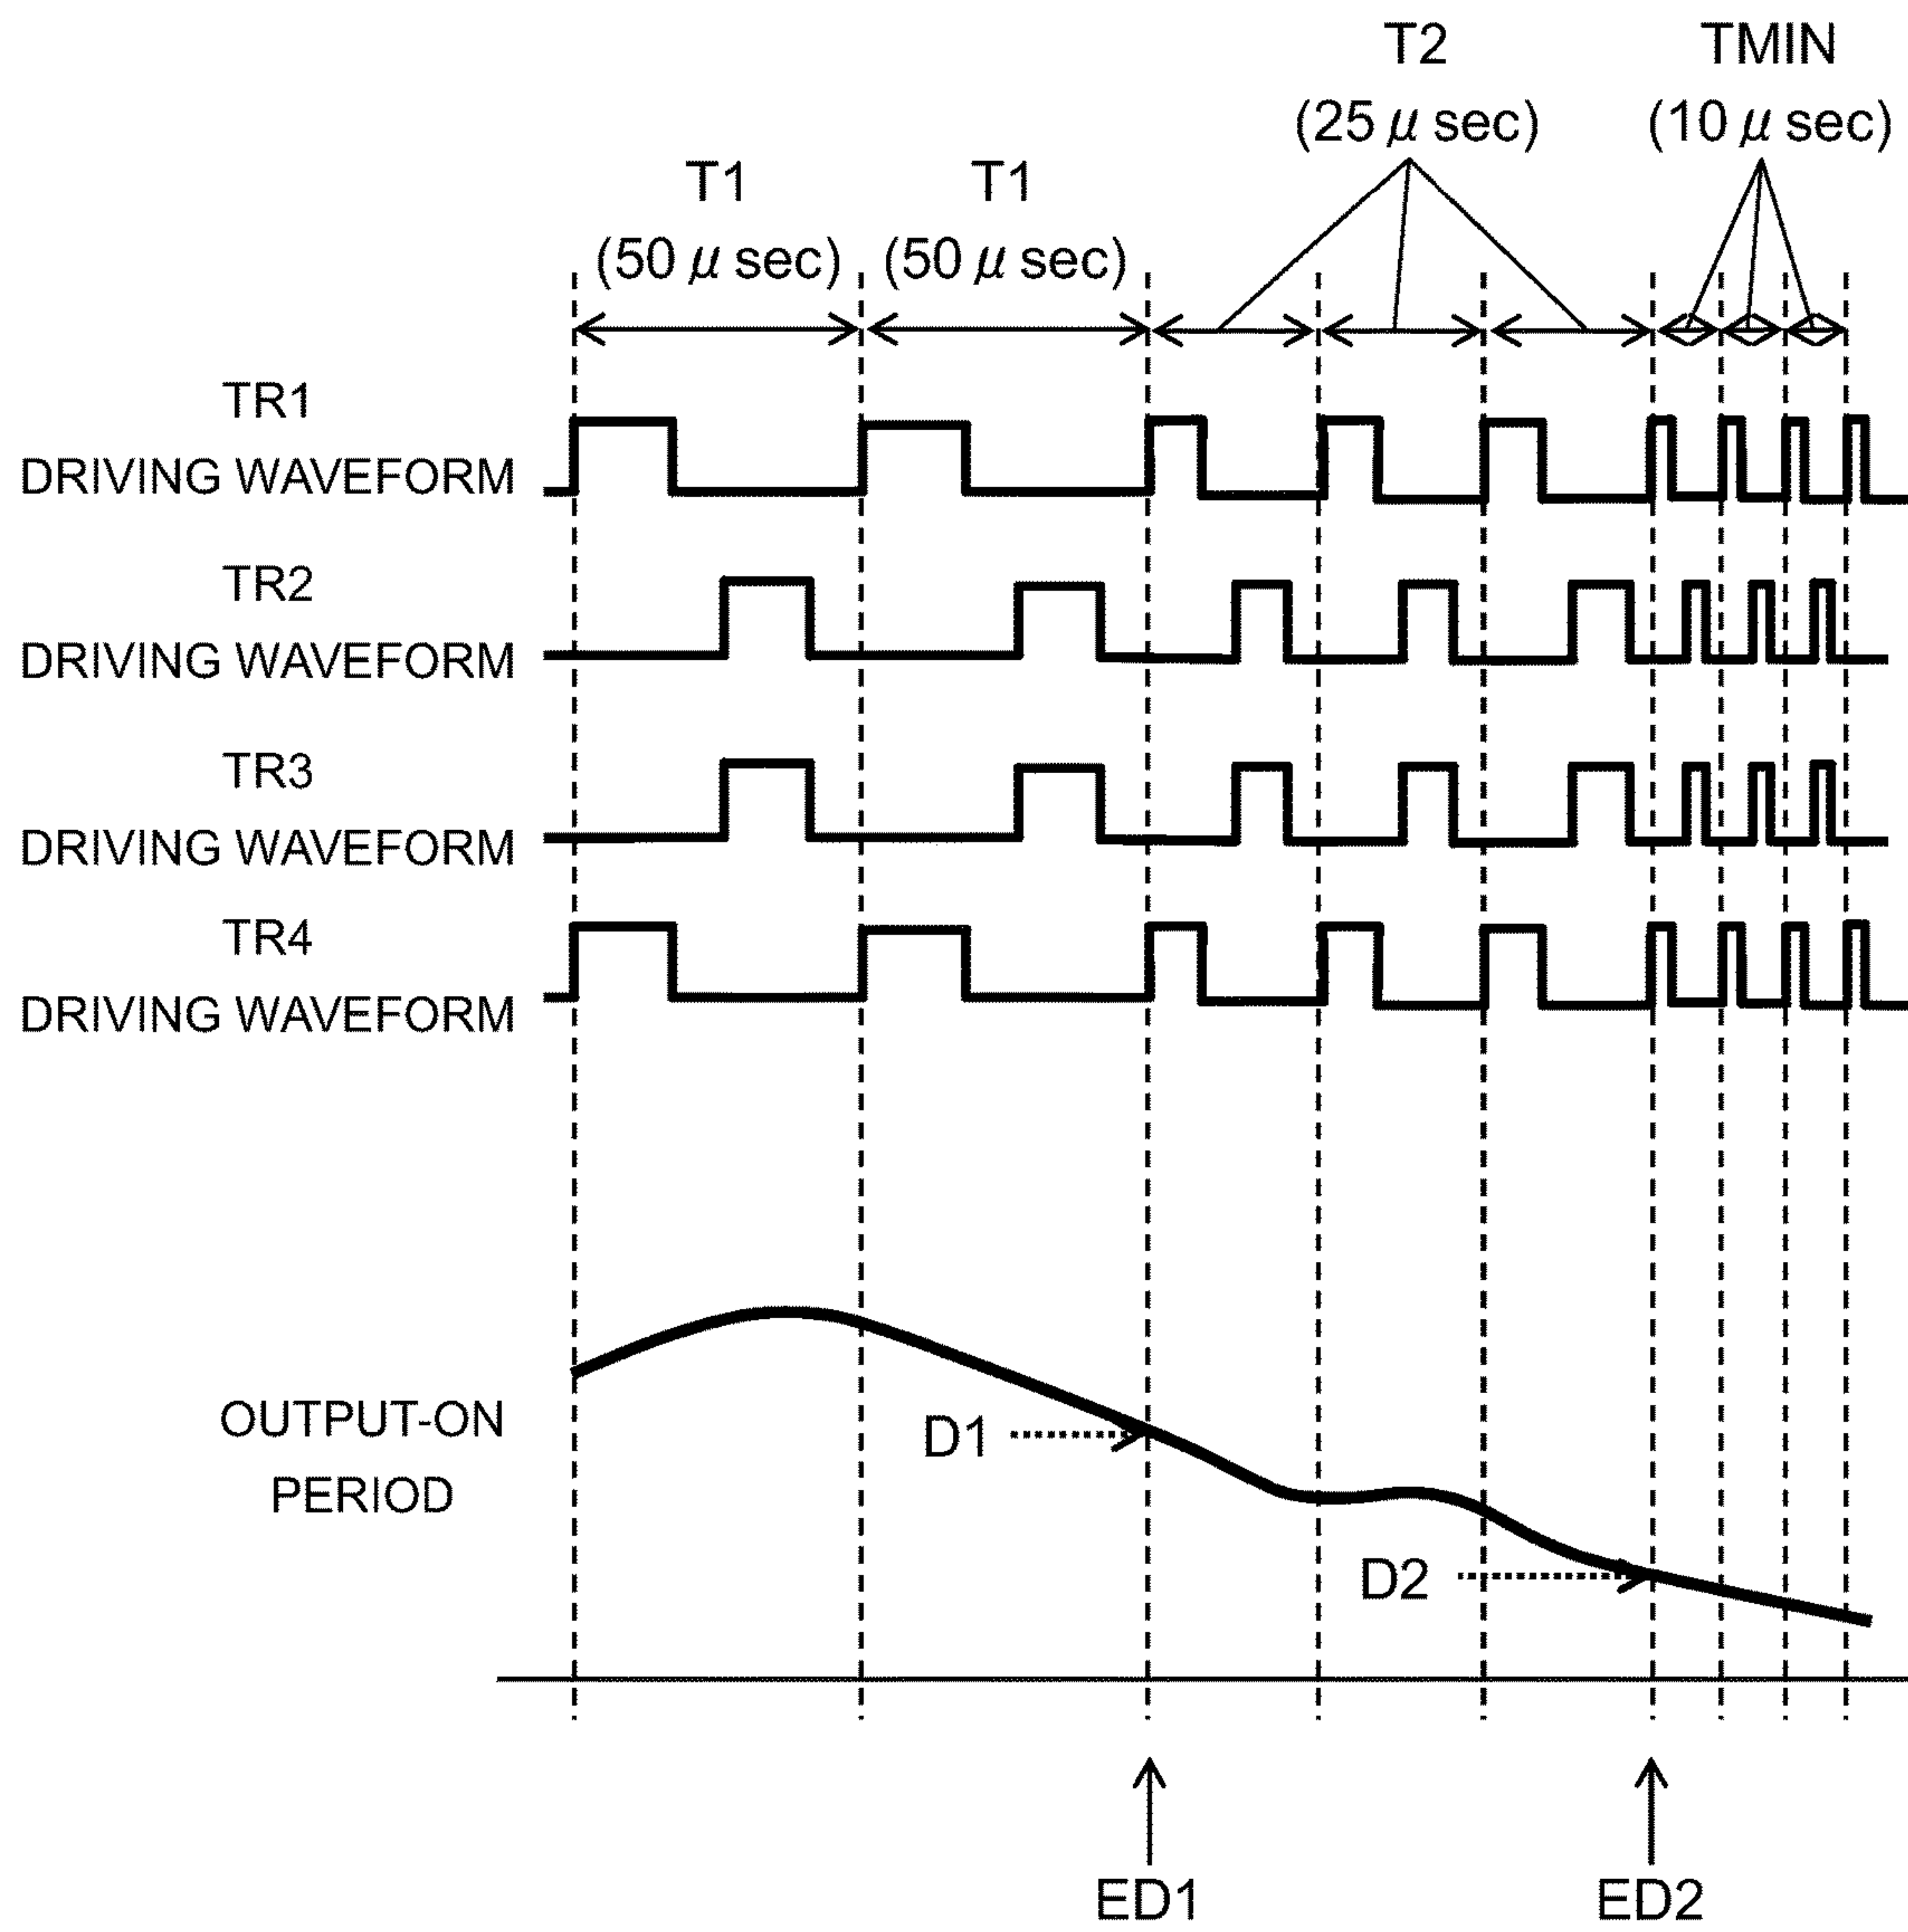 T2
TMIN
(25 μ sec)
(10 μ sec)
T1
T1
(50 μ sec)
(50 μ sec)
TR1
DRIVING WAVEFORM
TR2
DRIVING WAVEFORM
TR3
DRIVING WAVEFORM
TR4
DRIVING WAVEFORM
OUTPUT-ON
PERIOD
D1
D2
ED1
ED2